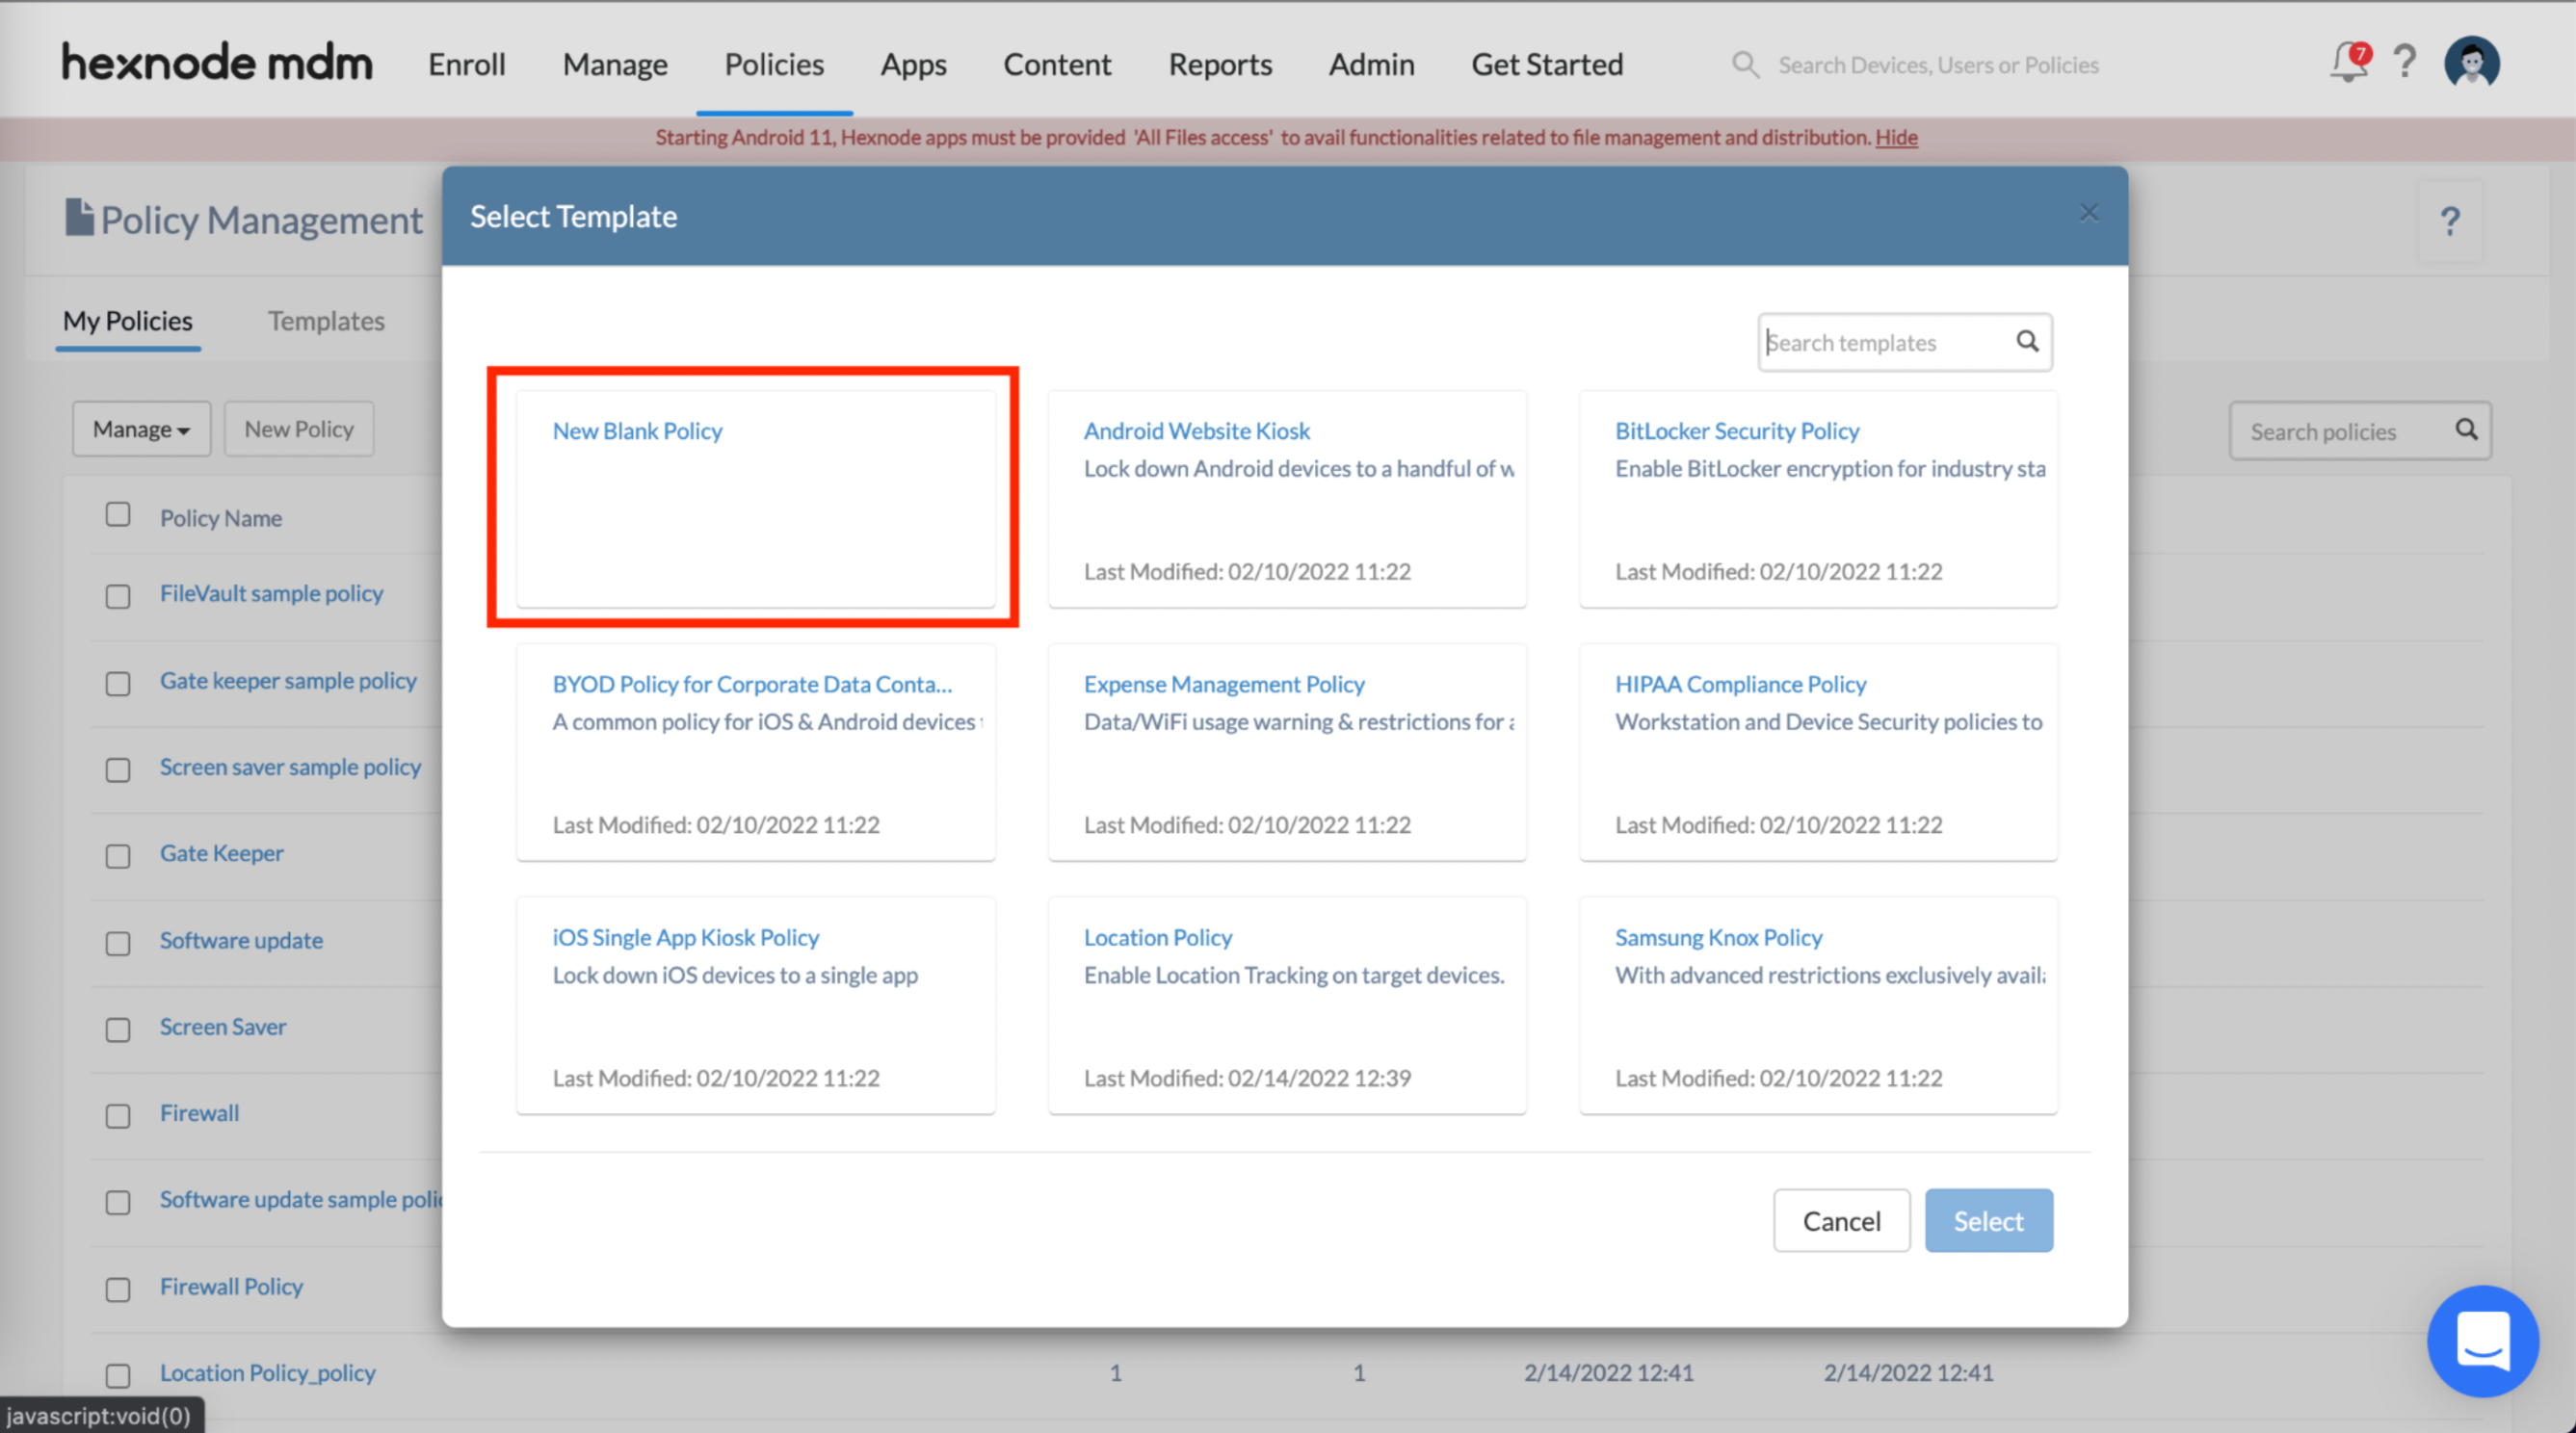 hexnode mdm Enroll Manage Policies Apps Content Reports Admin Get Started Search Devices, Users or Policies 7 ?
Starting Android 11, Hexnode apps must be provided 'All Files access' to avail functionalities related to file management and distribution. Hide
Policy Management
?
My Policies Templates
Manage New Policy
Search policies
Policy Name
FileVault sample policy
Gate keeper sample policy
Screen saver sample policy
Gate Keeper
Software update
Screen Saver
Firewall
Software update sample polic
Firewall Policy
Location Policy_policy 1 1 2/14/2022 12:41 2/14/2022 12:41
Select Template ×
Search templates
New Blank Policy
Android Website Kiosk
Lock down Android devices to a handful of w
Last Modified: 02/10/2022 11:22
BitLocker Security Policy
Enable BitLocker encryption for industry sta
Last Modified: 02/10/2022 11:22
BYOD Policy for Corporate Data Conta...
A common policy for iOS & Android devices
Last Modified: 02/10/2022 11:22
Expense Management Policy
Data/WiFi usage warning & restrictions for a
Last Modified: 02/10/2022 11:22
HIPAA Compliance Policy
Workstation and Device Security policies to
Last Modified: 02/10/2022 11:22
iOS Single App Kiosk Policy
Lock down iOS devices to a single app
Last Modified: 02/10/2022 11:22
Location Policy
Enable Location Tracking on target devices.
Last Modified: 02/14/2022 12:39
Samsung Knox Policy
With advanced restrictions exclusively avail
Last Modified: 02/10/2022 11:22
Cancel Select
javascript:void(0)